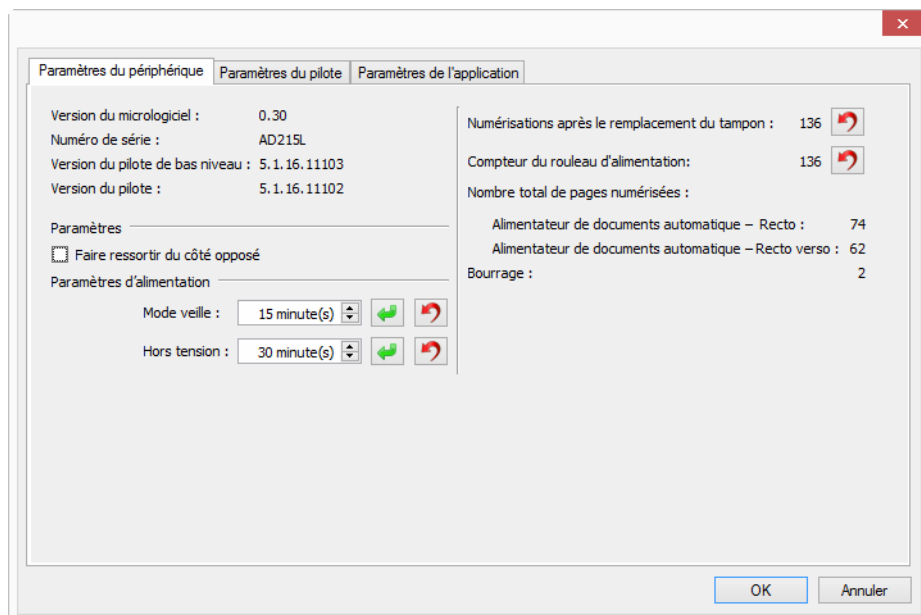 Paramètres du périphérique Paramètres du pilote Paramètres de l'application
Version du micrologiciel : 0.30
Numéro de série : AD215L
Version du pilote de bas niveau : 5.1.16.11103
Version du pilote : 5.1.16.11102
Paramètres
Faire ressortir du côté opposé
Paramètres d'alimentation
Mode veille : 15 minute(s)
Hors tension : 30 minute(s)
Numérisations après le remplacement du tampon : 136
Compteur du rouleau d'alimentation: 136
Nombre total de pages numérisées :
Alimentateur de documents automatique – Recto : 74
Alimentateur de documents automatique – Recto verso : 62
Bourrage : 2
OK Annuler